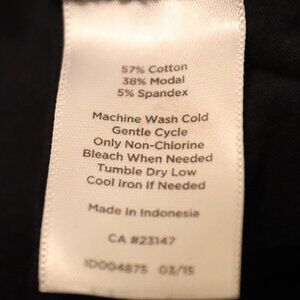 57% Cotton
38% Modal
5% Spandex
Machine Wash Cold
Gentle Cycle
Only Non-Chlorine
Bleach When Needed
Tumble Dry Low
Cool Iron If Needed
Made In Indonesia
CA #23147
ID004875 03/15